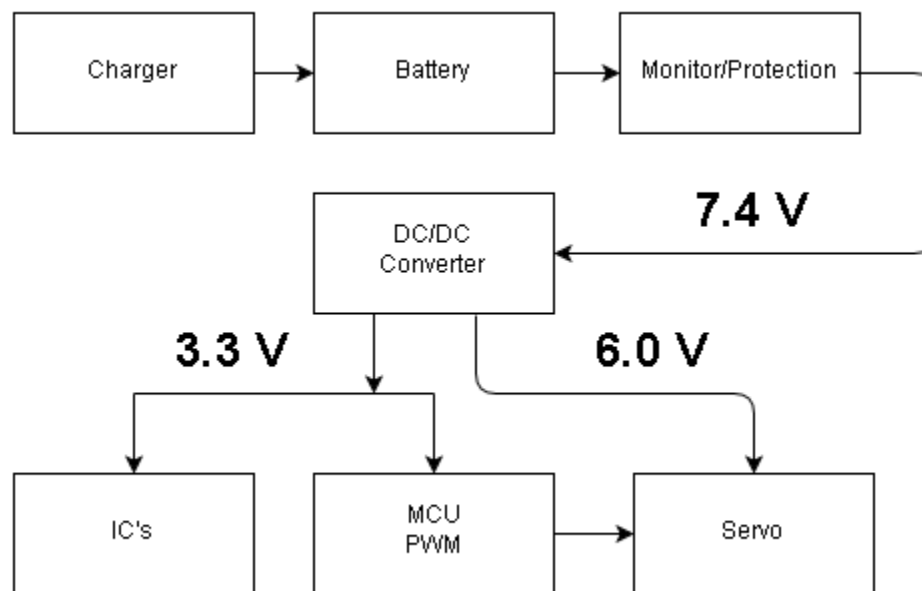 Charger
Battery
Monitor/Protection
DC/DC
Converter
7.4 V
3.3 V
6.0 V
IC's
MCU
PWM
Servo